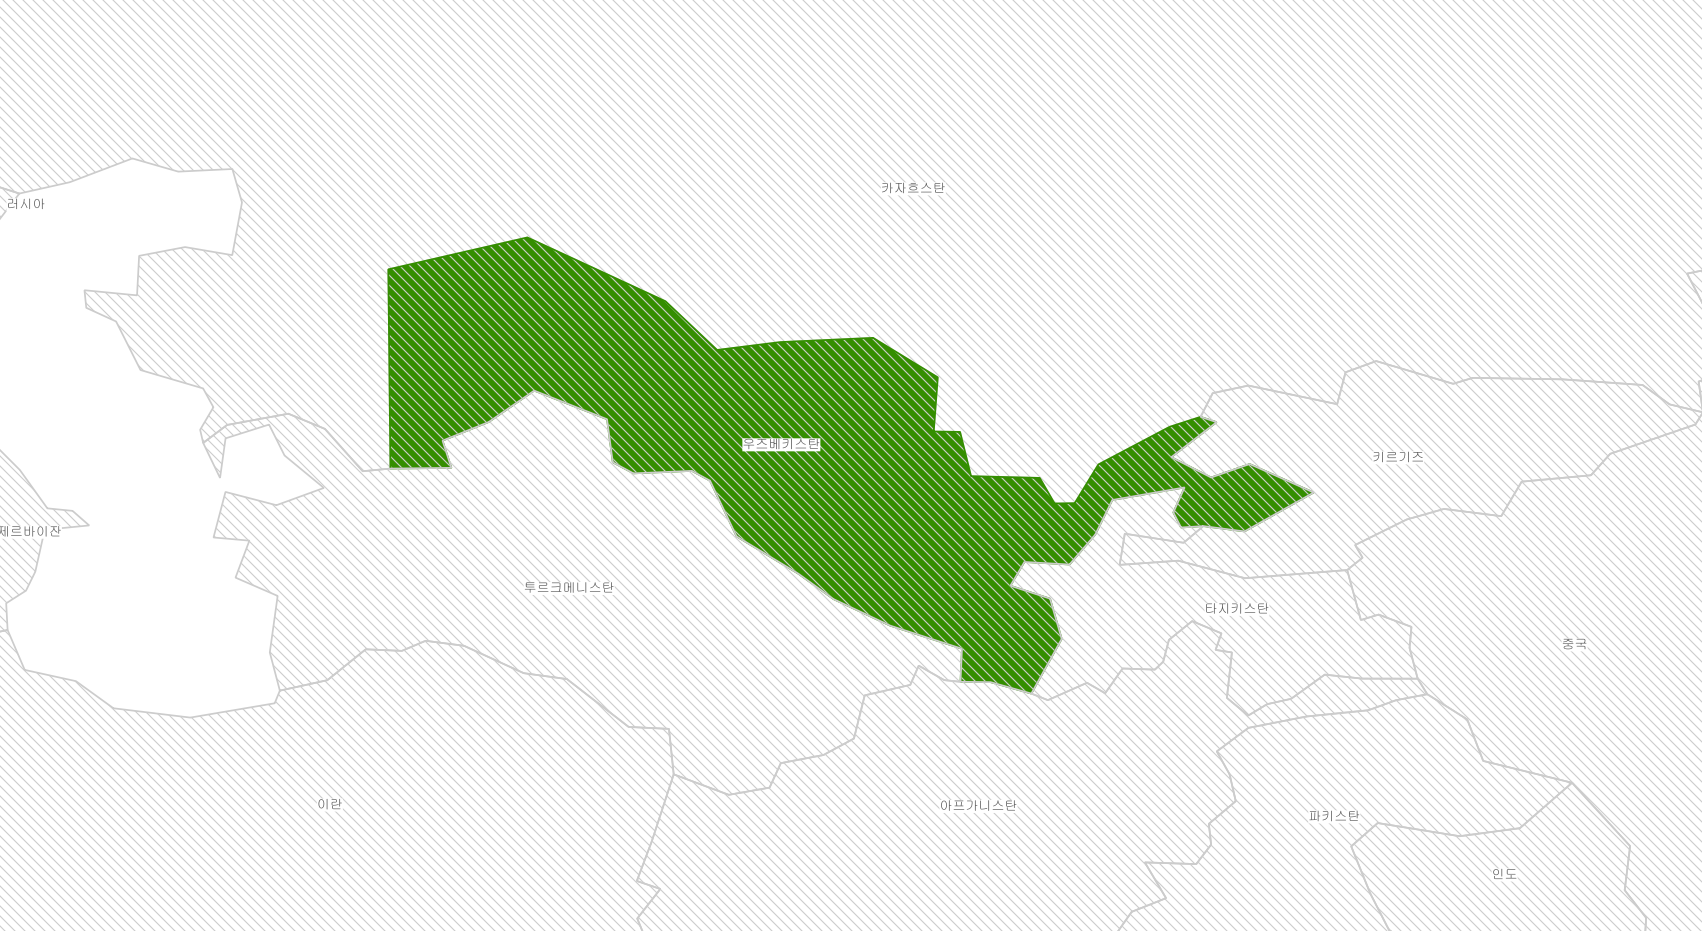 카자흐스탄
러시아
우즈베키스탄
키르기즈
제르바이잔
투르크메니스탄
타지키스탄
중국
이란
아프가니스탄
파키스탄
인도